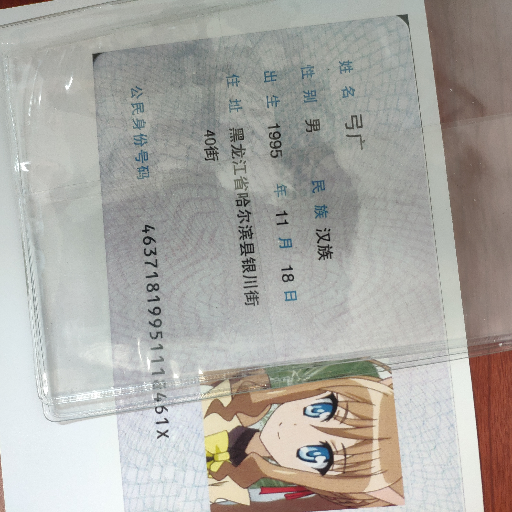 姓名 弓广
性别 男 民族 汉族
出生 1995 年 11 月 18 日
住址 黑龙江省哈尔滨县银川街
40街
公民身份号码 46371819951118461X